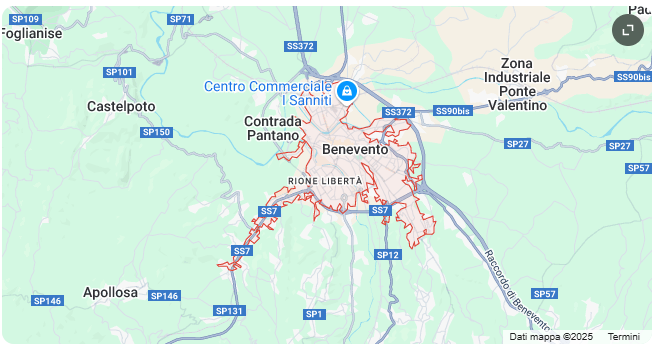 SP109
SP71
Pac
Foglianise
SS372
SP101
Zona
Industriale
Ponte
Valentino
SS90bis
Centro Commerciale
I Sanniti
Castelpoto
SS372
SS90bis
Contrada
Pantano
SP150
Benevento
SP27
SP27
SP57
RIONE LIBERTÀ
SS7
SS7
SS7
SP12
Raccordo di Benevento
Apollosa
SP146
SP146
SP131
SP1
SP57
Dati mappa ©2025
Termini